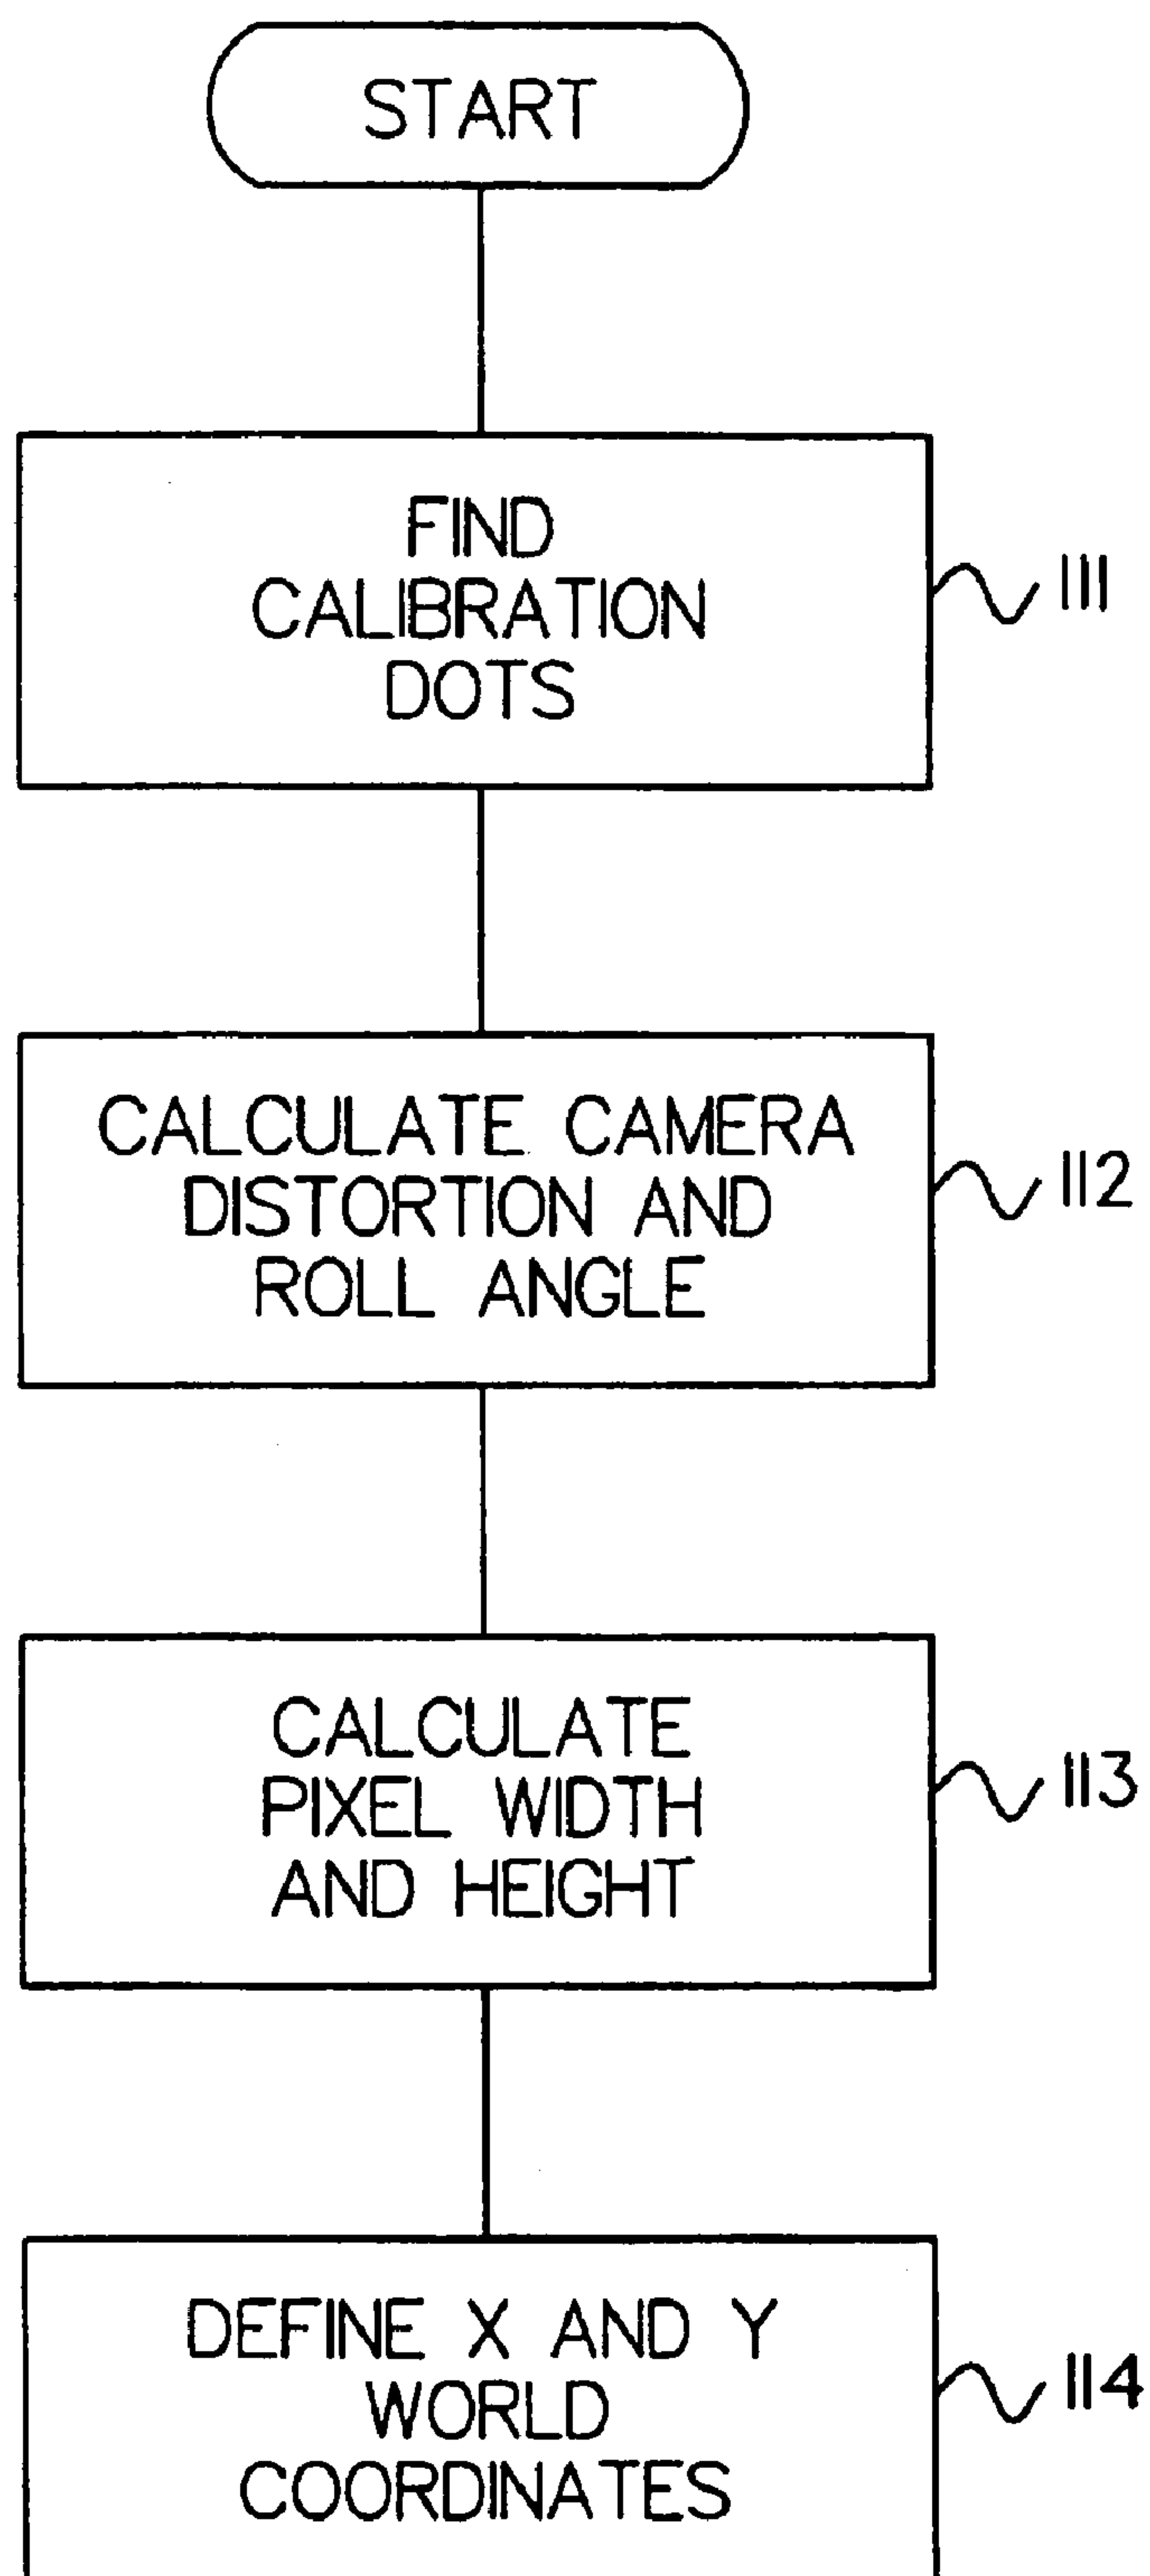 START
FIND
CALIBRATION
DOTS
111
CALCULATE CAMERA
DISTORTION AND
ROLL ANGLE
112
CALCULATE
PIXEL WIDTH
AND HEIGHT
113
DEFINE X AND Y
WORLD
COORDINATES
114